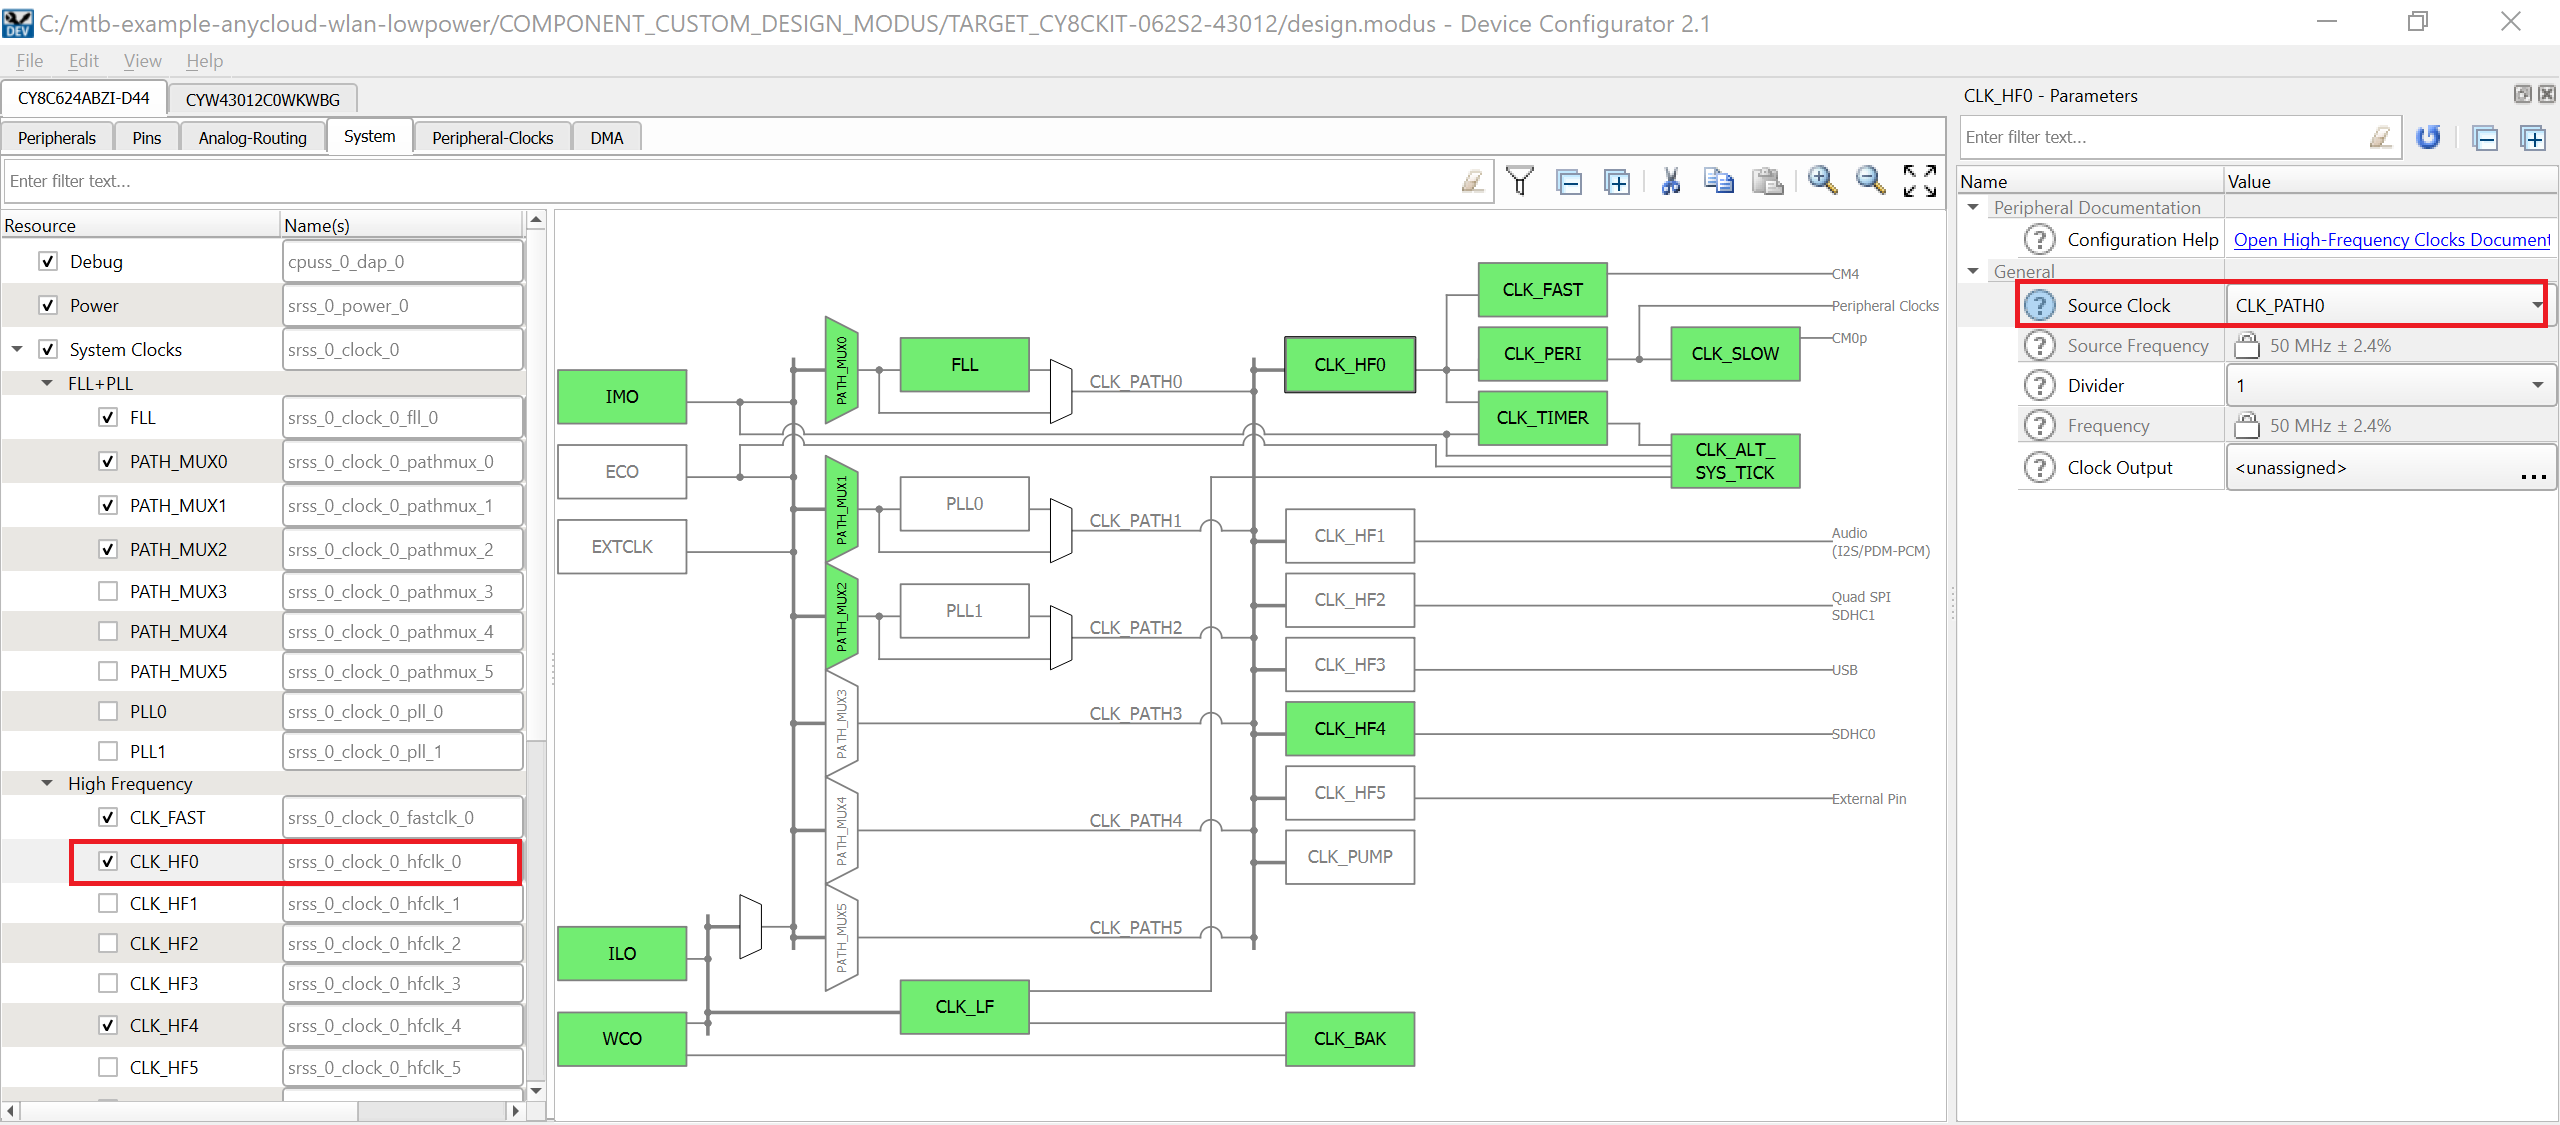 C:/mtb-example-anycloud-wlan-lowpower/COMPONENT_CUSTOM_DESIGN_MODUS/TARGET_CY8CKIT-062S2-43012/design.modus - Device Configurator 2.1
File Edit View Help
CY8C624ABZI-D44 CYW43012C0WKWBG
Peripherals Pins Analog-Routing System Peripheral-Clocks DMA
Enter filter text...
Resource Name(s)
Debug cpuss_0_dap_0
Power srss_0_power_0
System Clocks srss_0_clock_0
FLL+PLL
FLL srss_0_clock_0_fll_0
PATH_MUX0 srss_0_clock_0_pathmux_0
PATH_MUX1 srss_0_clock_0_pathmux_1
PATH_MUX2 srss_0_clock_0_pathmux_2
PATH_MUX3 srss_0_clock_0_pathmux_3
PATH_MUX4 srss_0_clock_0_pathmux_4
PATH_MUX5 srss_0_clock_0_pathmux_5
PLL0 srss_0_clock_0_pll_0
PLL1 srss_0_clock_0_pll_1
High Frequency
CLK_FAST srss_0_clock_0_fastclk_0
CLK_HF0 srss_0_clock_0_hfclk_0
CLK_HF1 srss_0_clock_0_hfclk_1
CLK_HF2 srss_0_clock_0_hfclk_2
CLK_HF3 srss_0_clock_0_hfclk_3
CLK_HF4 srss_0_clock_0_hfclk_4
CLK_HF5 srss_0_clock_0_hfclk_5
IMO
ECO
EXTCLK
ILO
WCO
PATH_MUX0
PATH_MUX1
PATH_MUX2
PATH_MUX3
PATH_MUX4
PATH_MUX5
FLL
PLL0
PLL1
CLK_LF
CLK_PATH0
CLK_PATH1
CLK_PATH2
CLK_PATH3
CLK_PATH4
CLK_PATH5
CLK_HF0
CLK_HF1
CLK_HF2
CLK_HF3
CLK_HF4
CLK_HF5
CLK_PUMP
CLK_BAK
CLK_FAST
CLK_PERI
CLK_TIMER
CLK_SLOW
CLK_ALT_
SYS_TICK
CM4
Peripheral Clocks
CM0p
Audio
(I2S/PDM-PCM)
Quad SPI
SDHC1
USB
SDHC0
External Pin
CLK_HF0 - Parameters
Enter filter text...
Name Value
Peripheral Documentation
Configuration Help Open High-Frequency Clocks Document
General
Source Clock CLK_PATH0
Source Frequency 50 MHz ± 2.4%
Divider 1
Frequency 50 MHz ± 2.4%
Clock Output <unassigned> ...